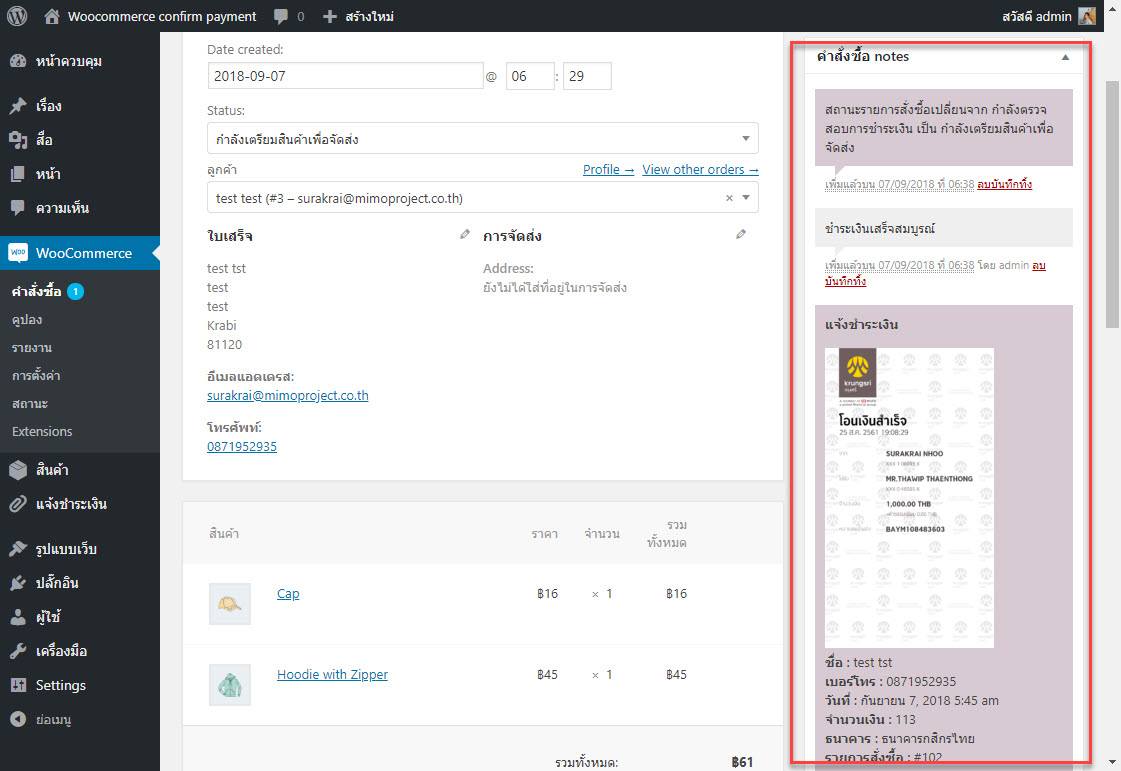 Woocommerce confirm payment
0
สร้างใหม่
สวัสดี admin
หน้าควบคุม
เรื่อง
สื่อ
หน้า
ความเห็น
WooCommerce
คำสั่งซื้อ 1
คูปอง
รายงาน
การตั้งค่า
สถานะ
Extensions
สินค้า
แจ้งชำระเงิน
รูปแบบเว็บ
ปลั๊กอิน
ผู้ใช้
เครื่องมือ
Settings
ย่อเมนู
Date created:
2018-09-07 @ 06 : 29
Status:
กำลังเตรียมสินค้าเพื่อจัดส่ง
ลูกค้า Profile → View other orders →
test test (#3 – surakrai@mimoproject.co.th) ×
ใบเสร็จ
test tst
test
test
Krabi
81120
อีเมลแอดเดรส:
surakrai@mimoproject.co.th
โทรศัพท์:
0871952935
การจัดส่ง
Address:
ยังไม่ได้ใส่ที่อยู่ในการจัดส่ง
สินค้า ราคา จำนวน รวม
ทั้งหมด
Cap ฿16 × 1 ฿16
Hoodie with Zipper ฿45 × 1 ฿45
รวมทั้งหมด: ฿61
คำสั่งซื้อ notes
สถานะรายการสั่งซื้อเปลี่ยนจาก กำลังตรวจ
สอบการชำระเงิน เป็น กำลังเตรียมสินค้าเพื่อ
จัดส่ง
เพิ่มแล้วบน 07/09/2018 ที่ 06:38 ลบบันทึกทิ้ง
ชำระเงินเสร็จสมบูรณ์
เพิ่มแล้วบน 07/09/2018 ที่ 06:38 โดย admin ลบ
บันทึกทิ้ง
แจ้งชำระเงิน
krungsri
กรุงศรี
โอนเงินสำเร็จ
25 ส.ค. 2561 19:08:29
SURAKRAI NHOO
MR.THAWIP THAENTHONG
1,000.00 THB
BAYM108483603
ชื่อ : test tst
เบอร์โทร : 0871952935
วันที่ : กันยายน 7, 2018 5:45 am
จำนวนเงิน : 113
ธนาคาร : ธนาคารกสิกรไทย
รายการสั่งซื้อ : #102